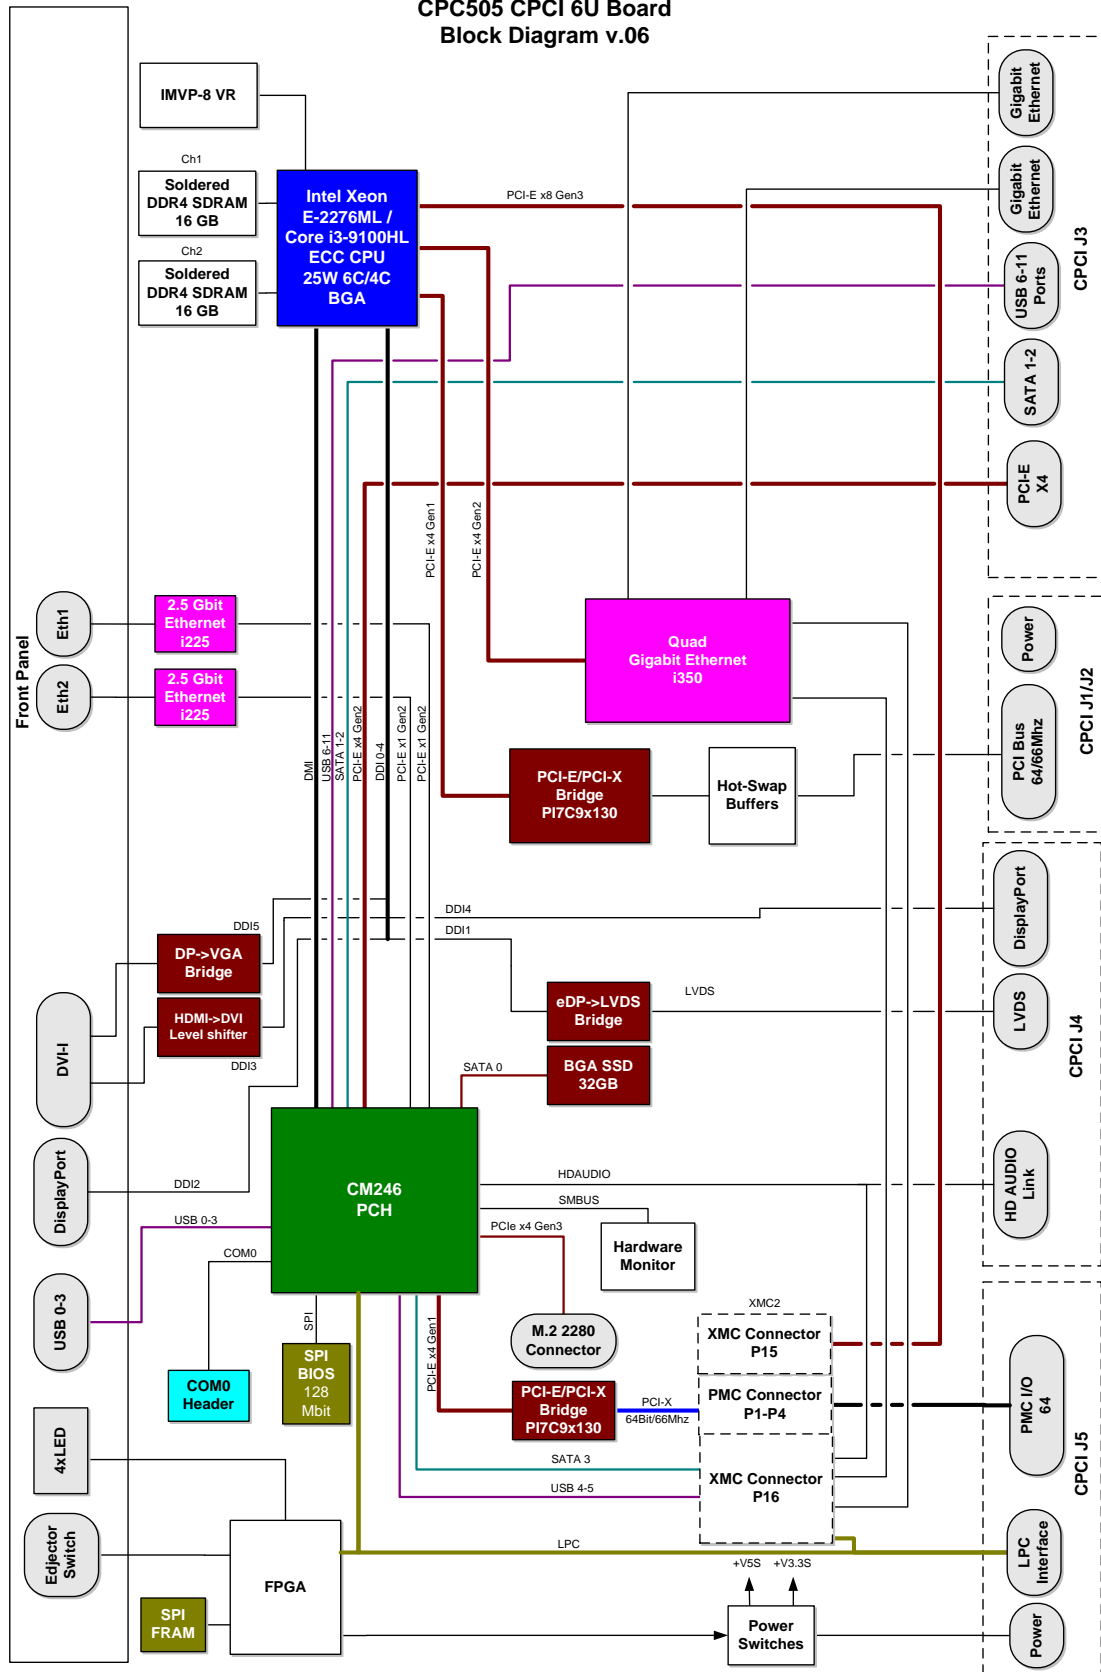 CPC505 CPCI 6U Board
Block Diagram v.06
IMVP-8 VR
Ch1
Soldered
DDR4 SDRAM
16 GB
Ch2
Soldered
DDR4 SDRAM
16 GB
Intel Xeon
E-2276ML /
Core i3-9100HL
ECC CPU
25W 6C/4C
BGA
PCI-E x8 Gen3
PCI-E x4 Gen1
PCI-E x4 Gen2
Gigabit
Ethernet
Gigabit
Ethernet
USB 6-11
Ports
SATA 1-2
PCI-E
X4
CPCI J3
Front Panel
Eth1
2.5 Gbit
Ethernet
i225
Eth2
2.5 Gbit
Ethernet
i225
Quad
Gigabit Ethernet
i350
Power
PCI Bus
64/66Mhz
CPCI J1/J2
DMI
USB 6-11
SATA 1-2
PCI-E x4 Gen2
DDI 0-4
PCI-E x1 Gen2
PCI-E x1 Gen2
PCI-E/PCI-X
Bridge
PI7C9x130
Hot-Swap
Buffers
DDI4
DDI1
DDI5
DP->VGA
Bridge
HDMI->DVI
Level shifter
DDI3
DVI-I
eDP->LVDS
Bridge
LVDS
BGA SSD
32GB
SATA 0
DisplayPort
LVDS
HD AUDIO
Link
CPCI J4
DisplayPort
DDI2
USB 0-3
USB 0-3
COM0
CM246
PCH
HDAUDIO
SMBUS
PCIe x4 Gen3
Hardware
Monitor
M.2 2280
Connector
SPI
SPI
BIOS
128
Mbit
COM0
Header
PCI-E x4 Gen1
PCI-E/PCI-X
Bridge
PI7C9x130
PCI-X
64Bit/66Mhz
XMC2
XMC Connector
P15
PMC Connector
P1-P4
XMC Connector
P16
SATA 3
USB 4-5
PMC I/O
64
CPCI J5
4xLED
Edjector
Switch
FPGA
SPI
FRAM
LPC
+V5S
+V3.3S
Power
Switches
LPC
Interface
Power